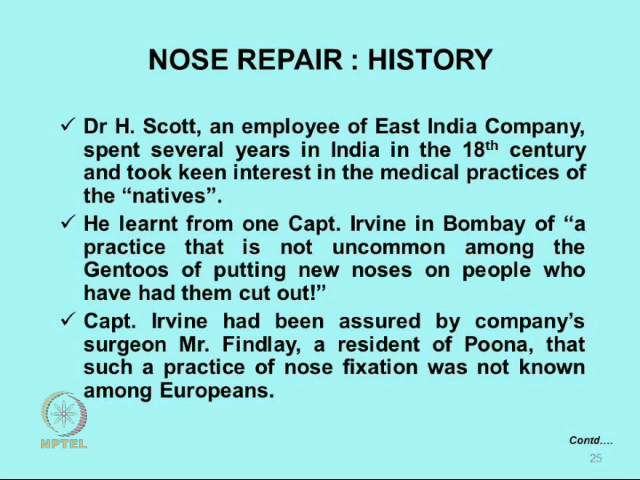 NOSE REPAIR : HISTORY
✓ Dr H. Scott, an employee of East India Company,
spent several years in India in the 18th century
and took keen interest in the medical practices of
the “natives”.
✓ He learnt from one Capt. Irvine in Bombay of “a
practice that is not uncommon among the
Gentoos of putting new noses on people who
have had them cut out!”
✓ Capt. Irvine had been assured by company’s
surgeon Mr. Findlay, a resident of Poona, that
such a practice of nose fixation was not known
among Europeans.
NPTEL
Contd....
25